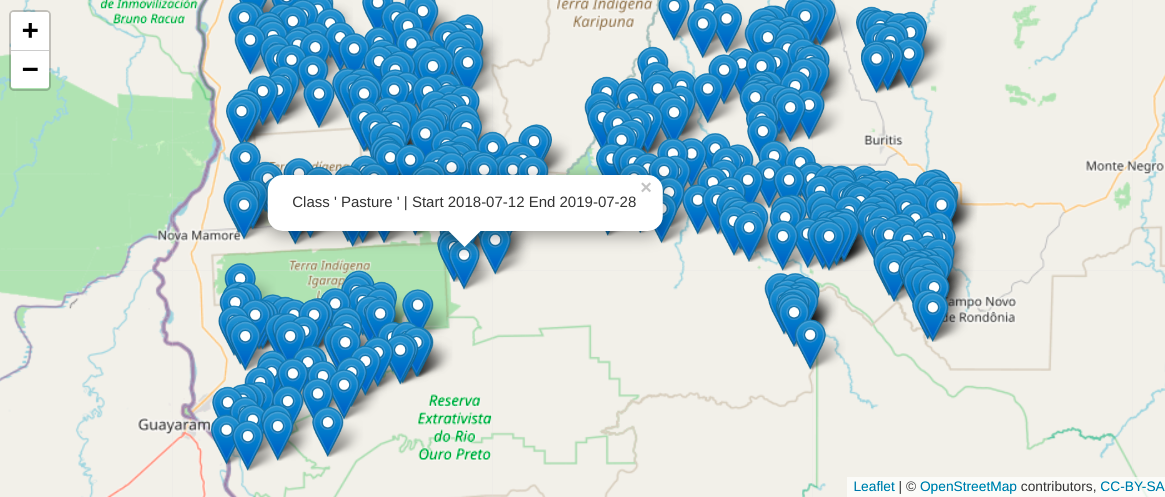 +
−
de Inmovilización
Bruno Racua
Terra Indígena
Karipuna
Buritis
Monte Negro
Class ' Pasture ' | Start 2018-07-12 End 2019-07-28
×
Nova Mamoré
Terra Indígena
Igarap
ampo Novo
de Rondônia
Guayaram
Reserva
Extrativista
do Rio
Ouro Preto
Leaflet | © OpenStreetMap contributors, CC-BY-SA